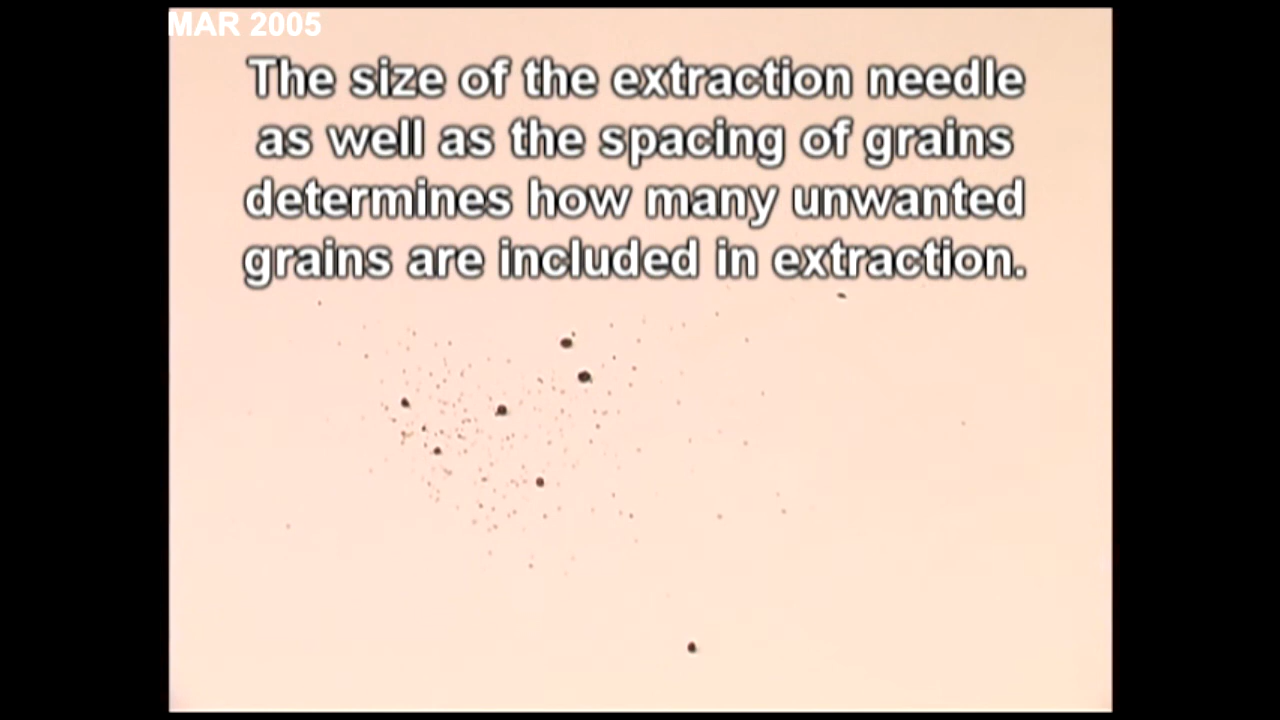 MAR 2005
The size of the extraction needle
as well as the spacing of grains
determines how many unwanted
grains are included in extraction.